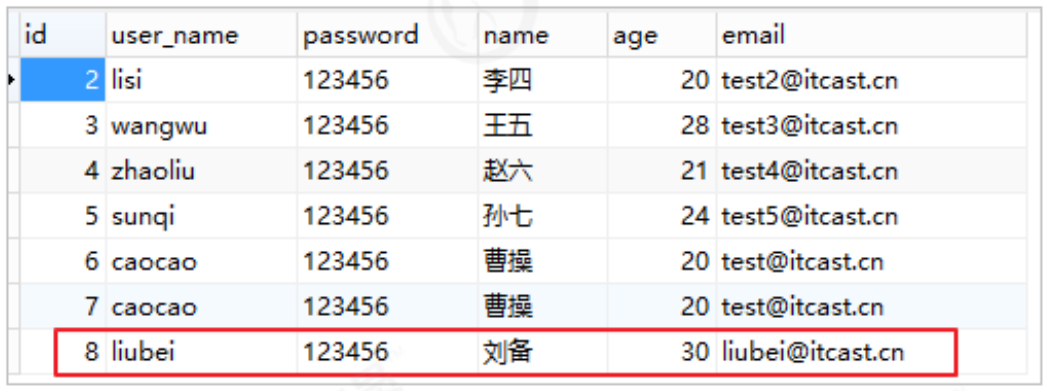 id user_name password name age email
2 lisi 123456 李四 20 test2@itcast.cn
3 wangwu 123456 王五 28 test3@itcast.cn
4 zhaoliu 123456 赵六 21 test4@itcast.cn
5 sunqi 123456 孙七 24 test5@itcast.cn
6 caocao 123456 曹操 20 test@itcast.cn
7 caocao 123456 曹操 20 test@itcast.cn
8 liubei 123456 刘备 30 liubei@itcast.cn